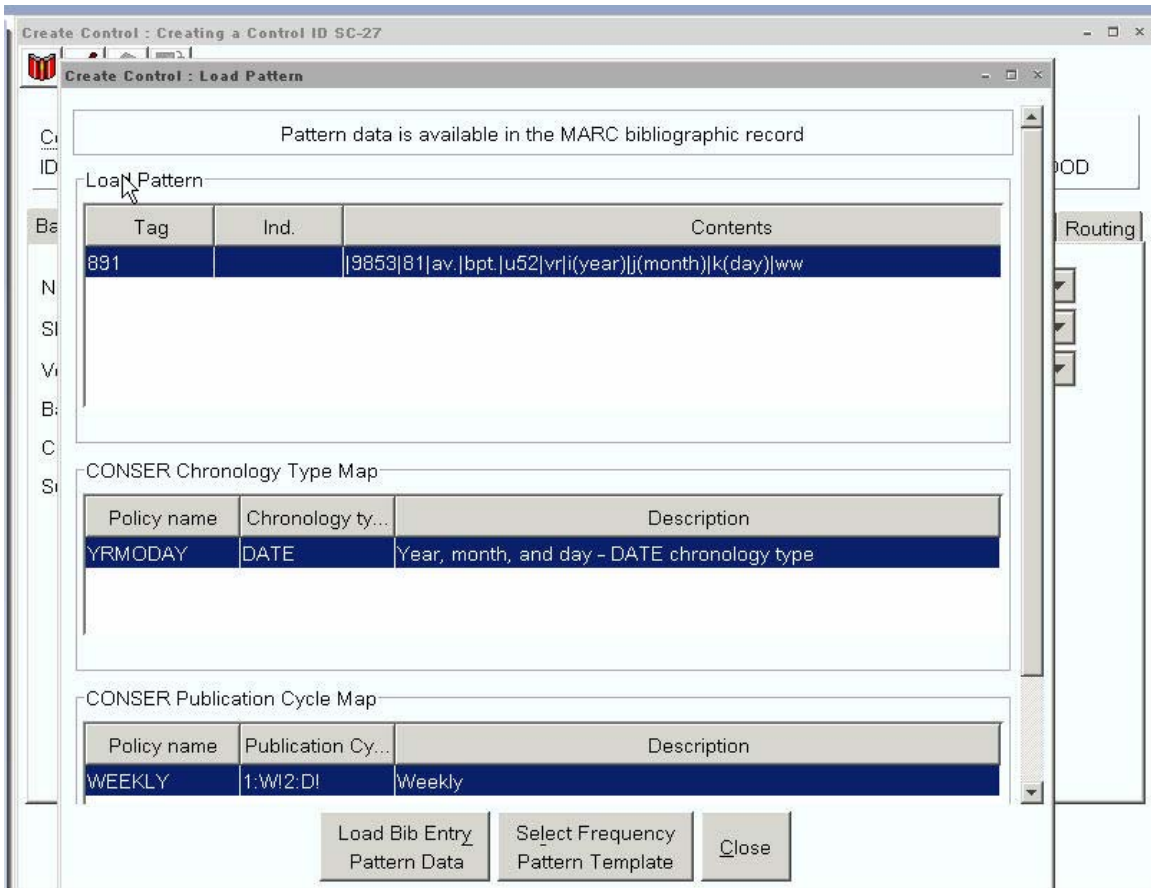 Create Control : Creating a Control ID SC-27
Create Control : Load Pattern
Pattern data is available in the MARC bibliographic record
ID
OOD
Load Pattern
Ba
Routing
Tag Ind. Contents
891 |9853|81|av.|bpt.|u52|vr|i(year)|j(month)|k(day)|ww
N
Sl
B
C
CONSER Chronology Type Map
Policy name Chronology ty... Description
YRMODAY DATE Year, month, and day - DATE chronology type
CONSER Publication Cycle Map
Policy name Publication Cy... Description
WEEKLY 1:W!2:D! Weekly
Load Bib Entry
Pattern Data
Select Frequency
Pattern Template
Close